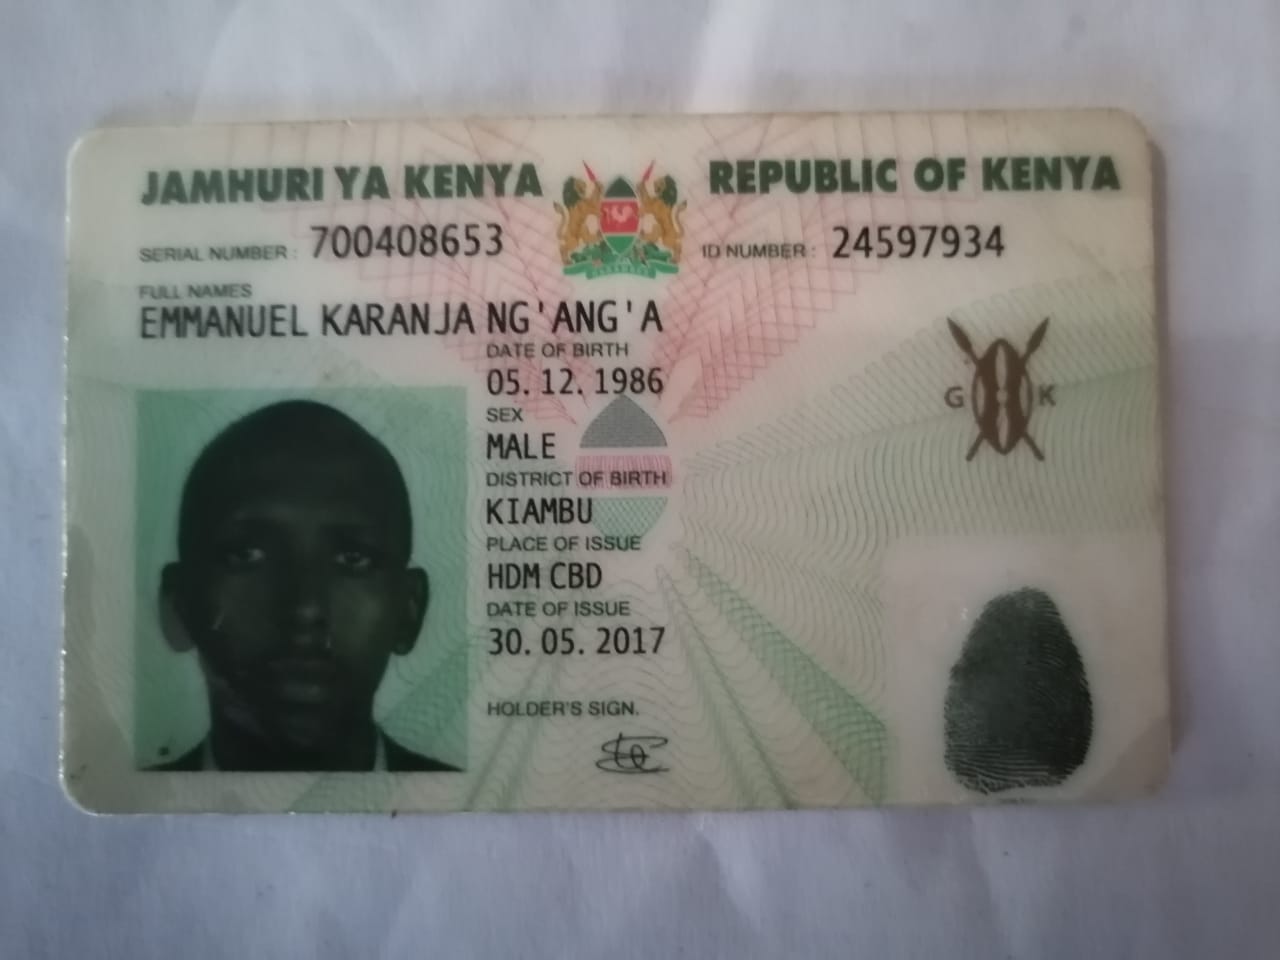 JAMHURI YA KENYA REPUBLIC OF KENYA
SERIAL NUMBER : 700408653 ID NUMBER : 24597934
FULL NAMES
EMMANUEL KARANJA NG'ANG'A
DATE OF BIRTH
05. 12. 1986
SEX
MALE
DISTRICT OF BIRTH
KIAMBU
PLACE OF ISSUE
HDM CBD
DATE OF ISSUE
30. 05. 2017
HOLDER'S SIGN.
G K